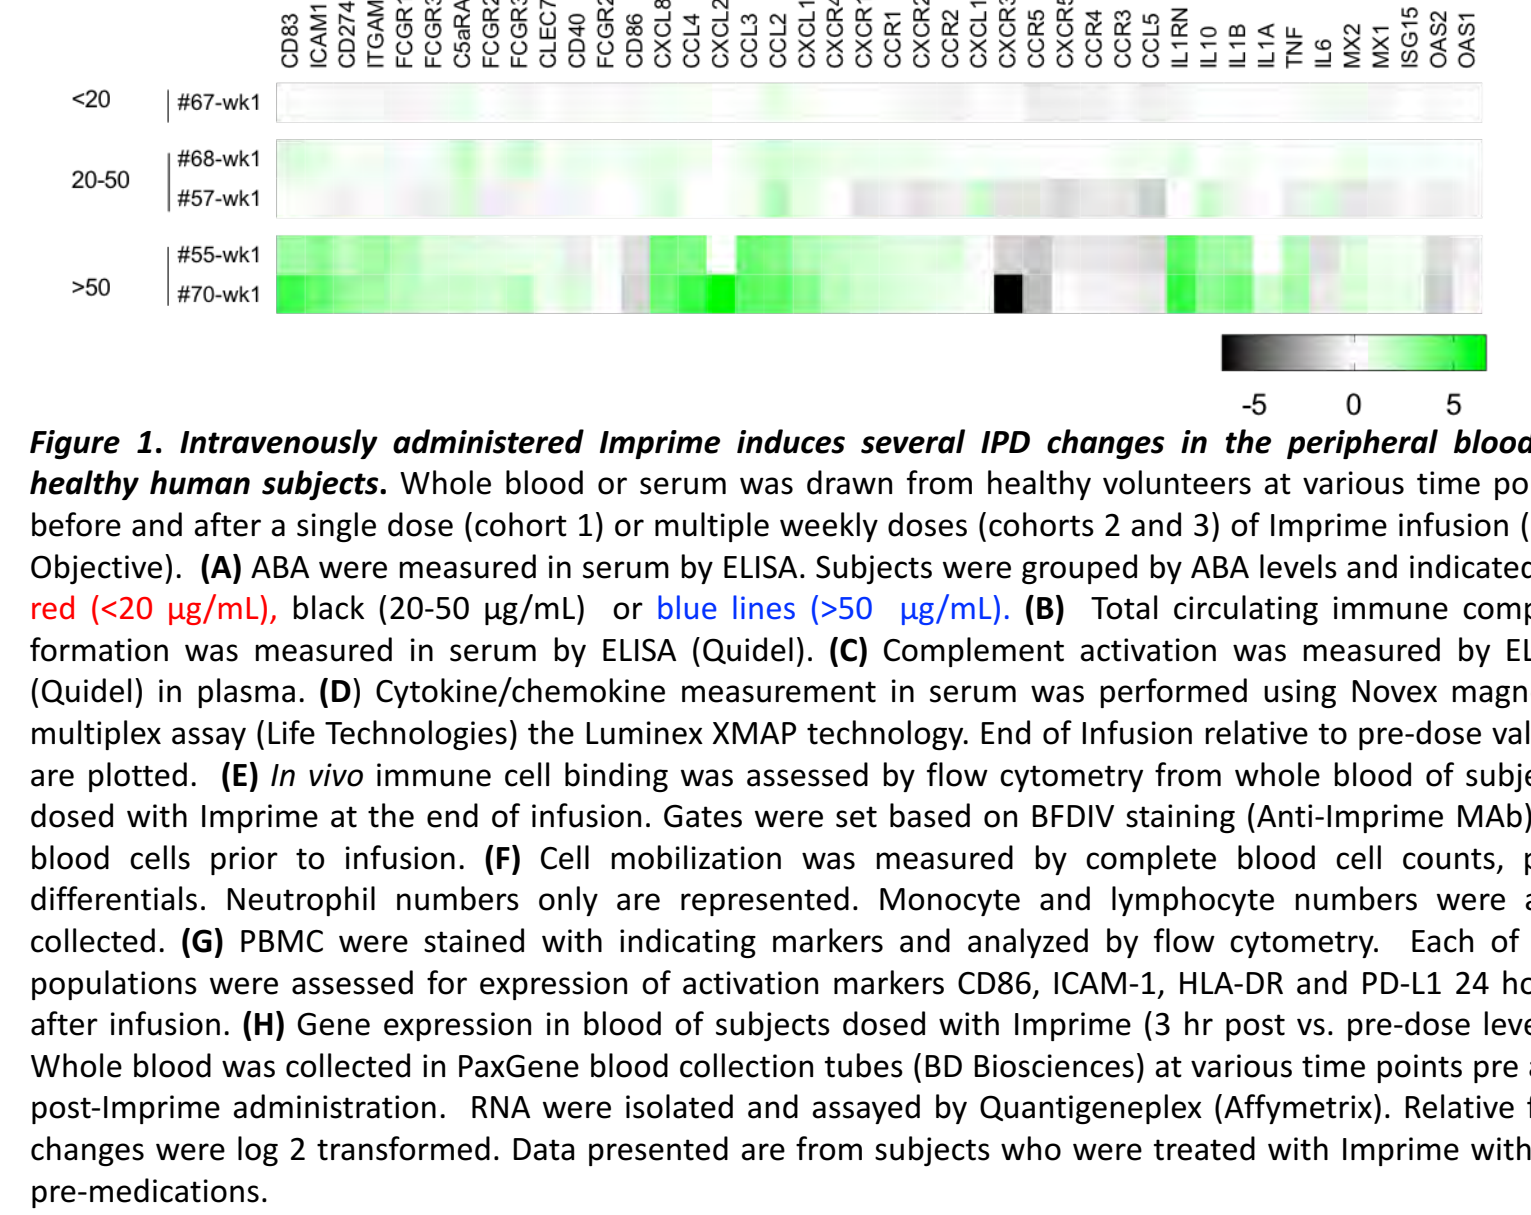 CD83 ICAM1 CD274 ITGAM FCGR1 FCGR3 C5aRA FCGR2 FCGR3 CLEC7 CD40 FCGR2 CD86 CXCL8 CCL4 CXCL2 CCL3 CCL2 CXCL1 CXCR4 CXCR1 CCR1 CXCR2 CCR2 CXCL1 CXCR3 CCR5 CXCR5 CCR4 CCR3 CCL5 IL1RN IL10 IL1B IL1A TNF IL6 MX2 MX1 ISG15 OAS2 OAS1
<20 #67-wk1
#68-wk1
20-50
#57-wk1
#55-wk1
>50
#70-wk1
-5 0 5
Figure 1. Intravenously administered Imprime induces several IPD changes in the peripheral blood
healthy human subjects. Whole blood or serum was drawn from healthy volunteers at various time po
before and after a single dose (cohort 1) or multiple weekly doses (cohorts 2 and 3) of Imprime infusion (
Objective). (A) ABA were measured in serum by ELISA. Subjects were grouped by ABA levels and indicated
red (<20 µg/mL), black (20-50 µg/mL) or blue lines (>50 µg/mL). (B) Total circulating immune comp
formation was measured in serum by ELISA (Quidel). (C) Complement activation was measured by EL
(Quidel) in plasma. (D) Cytokine/chemokine measurement in serum was performed using Novex magn
multiplex assay (Life Technologies) the Luminex XMAP technology. End of Infusion relative to pre-dose val
are plotted. (E) In vivo immune cell binding was assessed by flow cytometry from whole blood of subje
dosed with Imprime at the end of infusion. Gates were set based on BFDIV staining (Anti-Imprime MAb)
blood cells prior to infusion. (F) Cell mobilization was measured by complete blood cell counts, p
differentials. Neutrophil numbers only are represented. Monocyte and lymphocyte numbers were a
collected. (G) PBMC were stained with indicating markers and analyzed by flow cytometry. Each of
populations were assessed for expression of activation markers CD86, ICAM-1, HLA-DR and PD-L1 24 ho
after infusion. (H) Gene expression in blood of subjects dosed with Imprime (3 hr post vs. pre-dose leve
Whole blood was collected in PaxGene blood collection tubes (BD Biosciences) at various time points pre a
post-Imprime administration. RNA were isolated and assayed by Quantigeneplex (Affymetrix). Relative f
changes were log 2 transformed. Data presented are from subjects who were treated with Imprime with
pre-medications.